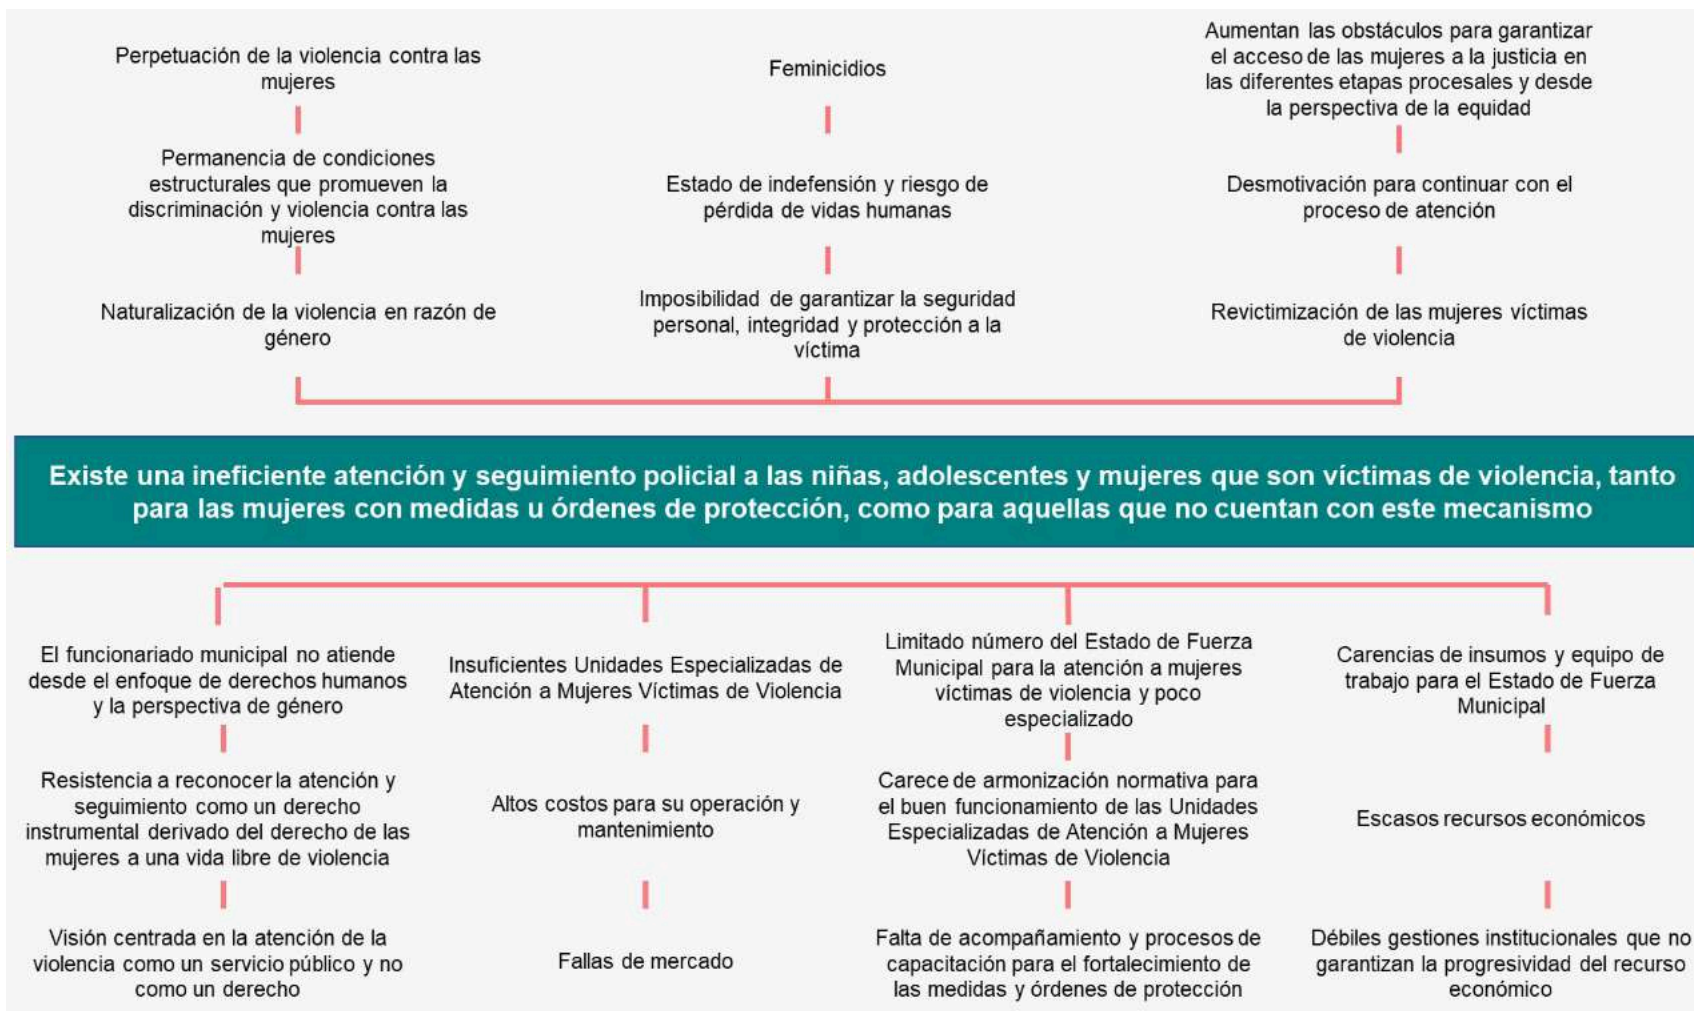 Perpetuación de la violencia contra las
mujeres
Feminicidios
Aumentan las obstáculos para garantizar
el acceso de las mujeres a la justicia en
las diferentes etapas procesales y desde
la perspectiva de la equidad
Permanencia de condiciones
estructurales que promueven la
discriminación y violencia contra las
mujeres
Estado de indefensión y riesgo de
pérdida de vidas humanas
Desmotivación para continuar con el
proceso de atención
Naturalización de la violencia en razón de
género
Imposibilidad de garantizar la seguridad
personal, integridad y protección a la
víctima
Revictimización de las mujeres víctimas
de violencia
Existe una ineficiente atención y seguimiento policial a las niñas, adolescentes y mujeres que son víctimas de violencia, tanto
para las mujeres con medidas u órdenes de protección, como para aquellas que no cuentan con este mecanismo
El funcionariado municipal no atiende
desde el enfoque de derechos humanos
y la perspectiva de género
Insuficientes Unidades Especializadas de
Atención a Mujeres Víctimas de Violencia
Limitado número del Estado de Fuerza
Municipal para la atención a mujeres
víctimas de violencia y poco
especializado
Carencias de insumos y equipo de
trabajo para el Estado de Fuerza
Municipal
Resistencia a reconocer la atención y
seguimiento como un derecho
instrumental derivado del derecho de las
mujeres a una vida libre de violencia
Altos costos para su operación y
mantenimiento
Carece de armonización normativa para
el buen funcionamiento de las Unidades
Especializadas de Atención a Mujeres
Víctimas de Violencia
Escasos recursos económicos
Visión centrada en la atención de la
violencia como un servicio público y no
como un derecho
Fallas de mercado
Falta de acompañamiento y procesos de
capacitación para el fortalecimiento de
las medidas y órdenes de protección
Débiles gestiones institucionales que no
garantizan la progresividad del recurso
económico